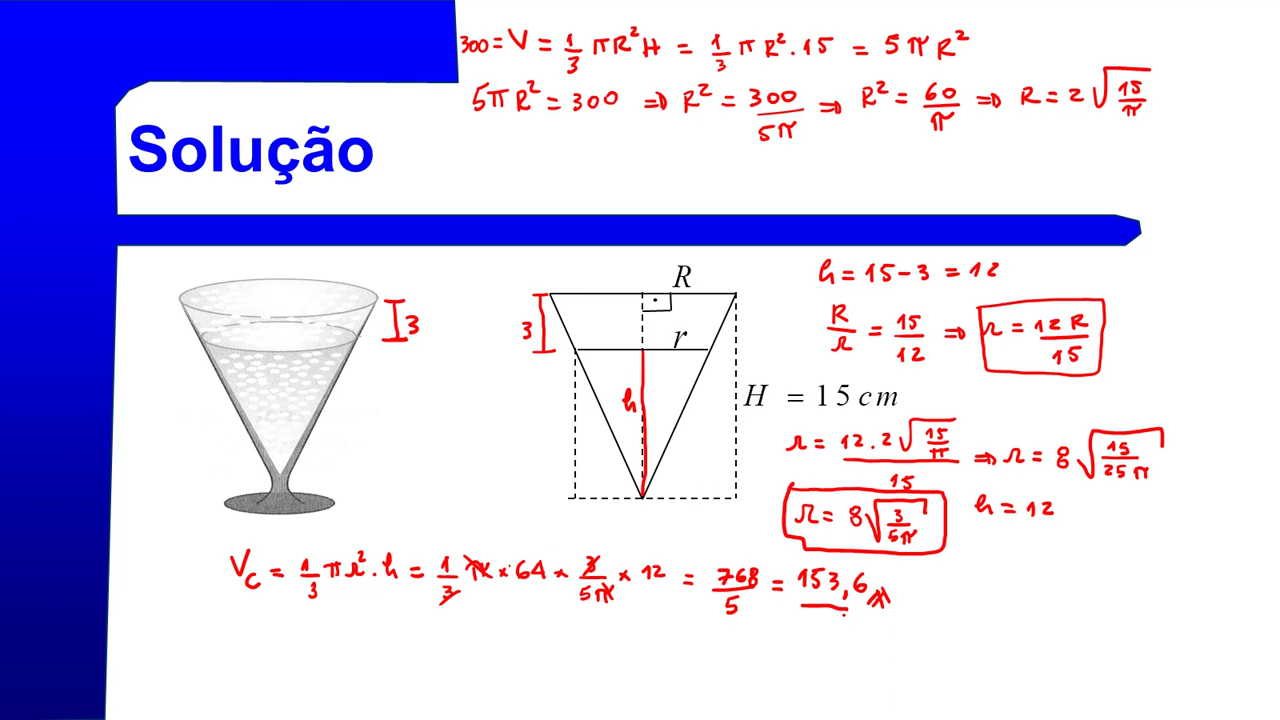 300 = V = 1/3 πR²H = 1/3 πR².15 = 5πR²
5πR² = 300 ⇒ R² = 300/5π ⇒ R² = 60/π ⇒ R = 2√(15/π)
Solução
3
R
3
r
h
H = 15 cm
h = 15 - 3 = 12
R/r = 15/12 ⇒ r = 12R/15
r = 12.2√(15/π)/15 ⇒ r = 8√(15/25π)
r = 8√(3/5π)
h = 12
V_C = 1/3 πr².h = 1/3 π × 64 × 3/5π × 12 = 768/5 = 153,6